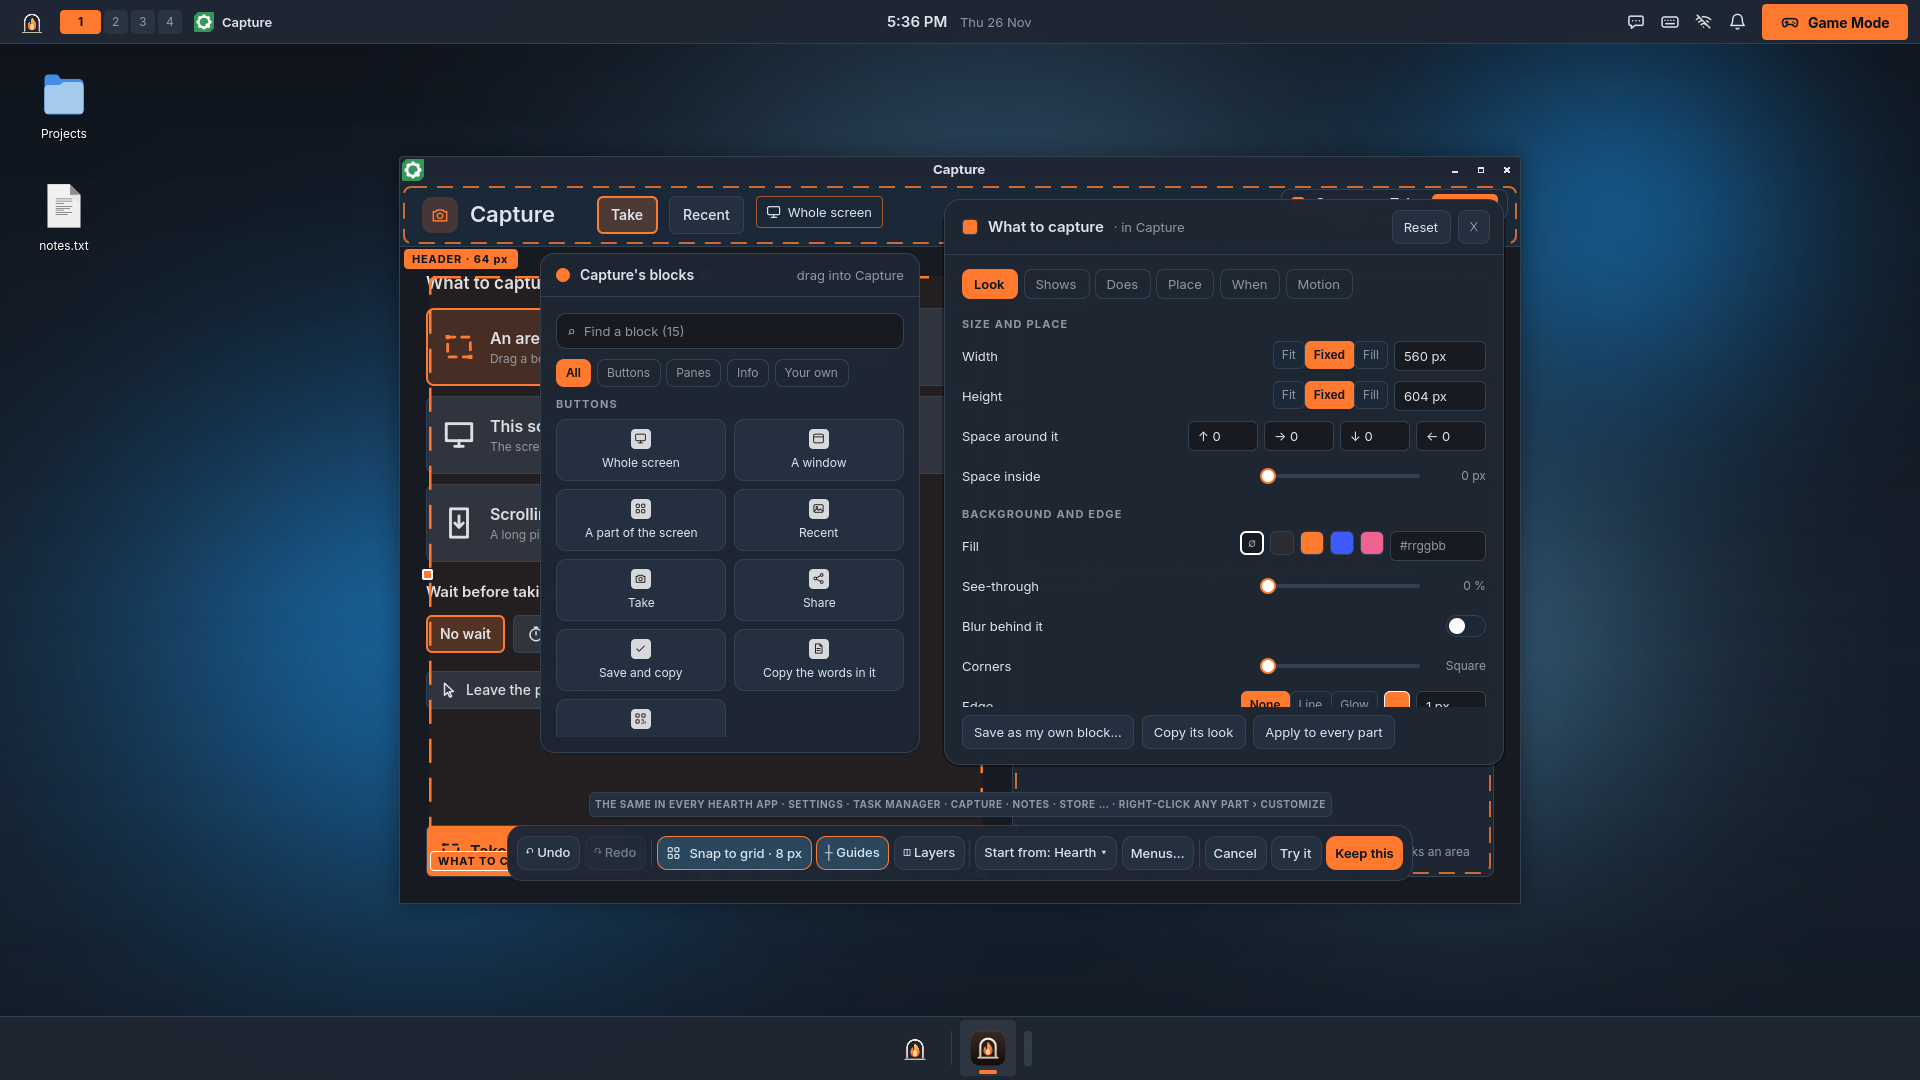 1 2 3 4 Capture
5:36 PM Thu 26 Nov
Game Mode
Projects
notes.txt
Capture
Capture Take Recent Whole screen
HEADER · 64 px
What to captu
An are
Drag a b
This sc
The scre
Scrolli
A long pi
Wait before taki
No wait
Leave the p
WHAT TO C
Capture's blocks drag into Capture
Find a block (15)
All Buttons Panes Info Your own
BUTTONS
Whole screen A window
A part of the screen Recent
Take Share
Save and copy Copy the words in it
What to capture · in Capture Reset X
Look Shows Does Place When Motion
SIZE AND PLACE
Width Fit Fixed Fill 560 px
Height Fit Fixed Fill 604 px
Space around it ↑ 0 → 0 ↓ 0 ← 0
Space inside 0 px
BACKGROUND AND EDGE
Fill #rrggbb
See-through 0 %
Blur behind it
Corners Square
Edge None Line Glow 1 px
Save as my own block... Copy its look Apply to every part
THE SAME IN EVERY HEARTH APP · SETTINGS · TASK MANAGER · CAPTURE · NOTES · STORE ... · RIGHT-CLICK ANY PART › CUSTOMIZE
Undo Redo Snap to grid · 8 px Guides Layers Start from: Hearth Menus... Cancel Try it Keep this
ks an area